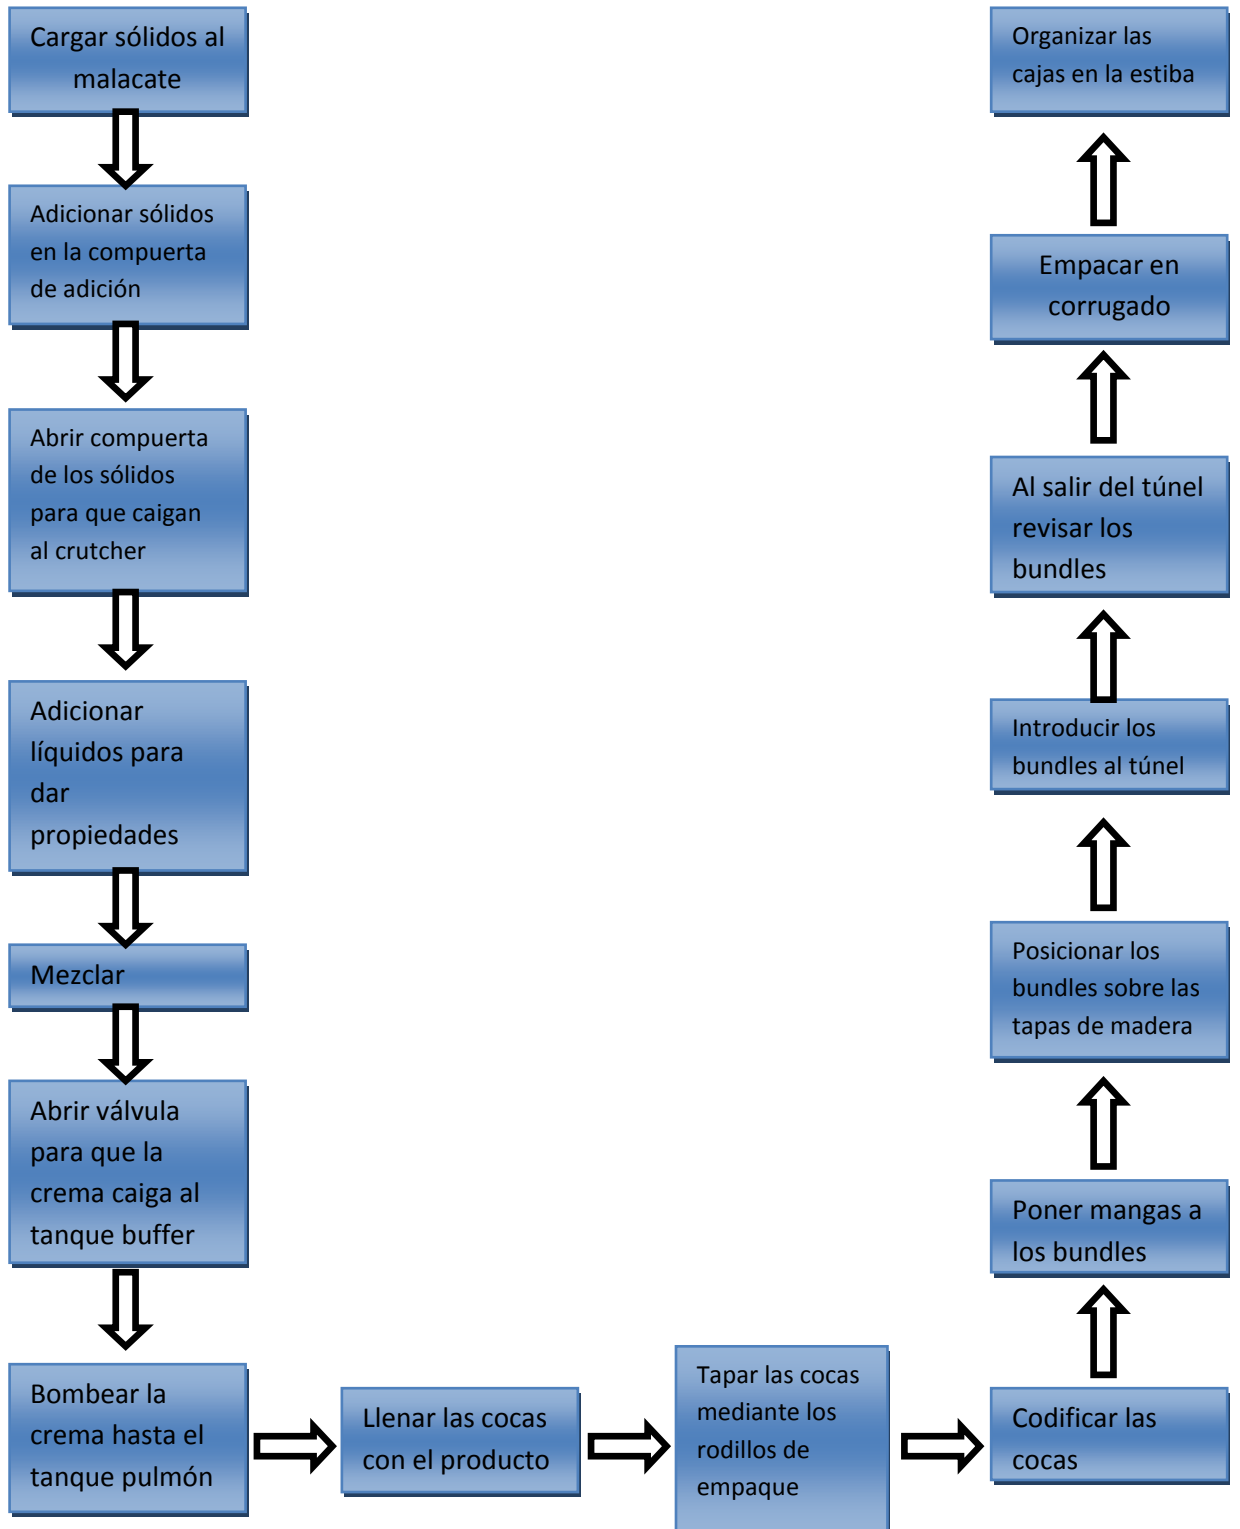 Cargar sólidos al
malacate
Adicionar sólidos
en la compuerta
de adición
Abrir compuerta
de los sólidos
para que caigan
al crutcher
Adicionar
líquidos para
dar
propiedades
Mezclar
Abrir válvula
para que la
crema caiga al
tanque buffer
Bombear la
crema hasta el
tanque pulmón
Llenar las cocas
con el producto
Tapar las cocas
mediante los
rodillos de
empaque
Codificar las
cocas
Poner mangas a
los bundles
Posicionar los
bundles sobre las
tapas de madera
Introducir los
bundles al túnel
Al salir del túnel
revisar los
bundles
Empacar en
corrugado
Organizar las
cajas en la estiba